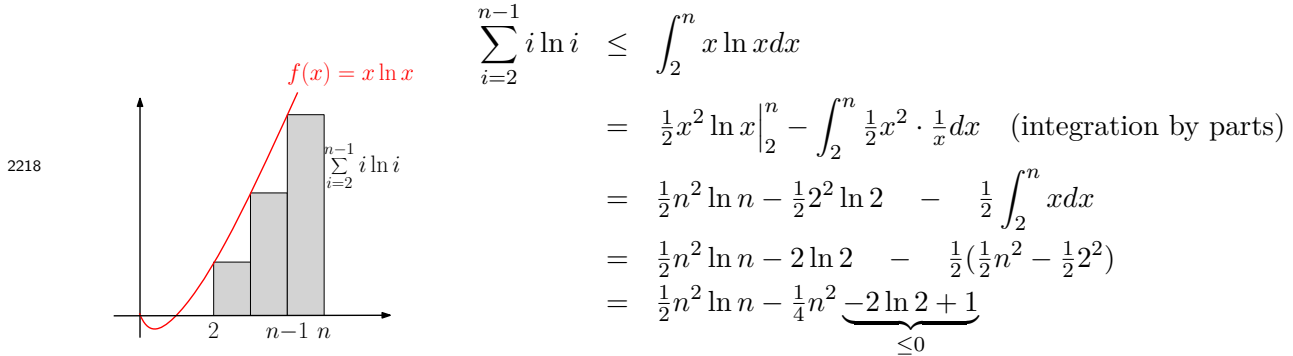 2218
f(x) = x ln x
∑_{i=2}^{n−1} i ln i
2 n−1 n
∑_{i=2}^{n−1} i ln i ≤ ∫_2^n x ln x dx
= ½x² ln x|_2^n − ∫_2^n ½x² · 1/x dx (integration by parts)
= ½n² ln n − ½2² ln 2 − ½ ∫_2^n x dx
= ½n² ln n − 2 ln 2 − ½(½n² − ½2²)
= ½n² ln n − ¼n² −2 ln 2 + 1
≤0